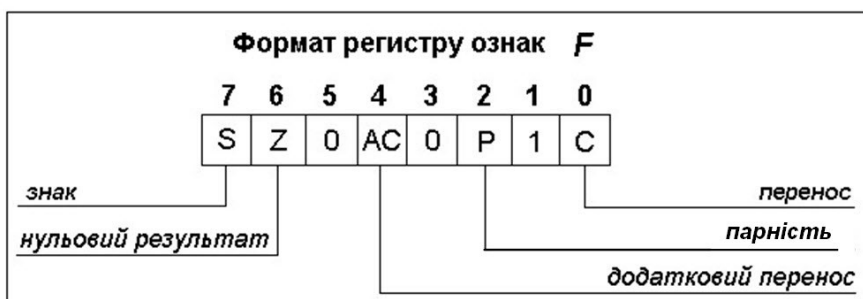 Формат регистру ознак F
7 6 5 4 3 2 1 0
S Z 0 AC 0 P 1 C
знак
перенос
нульовий результат
парність
додатковий перенос